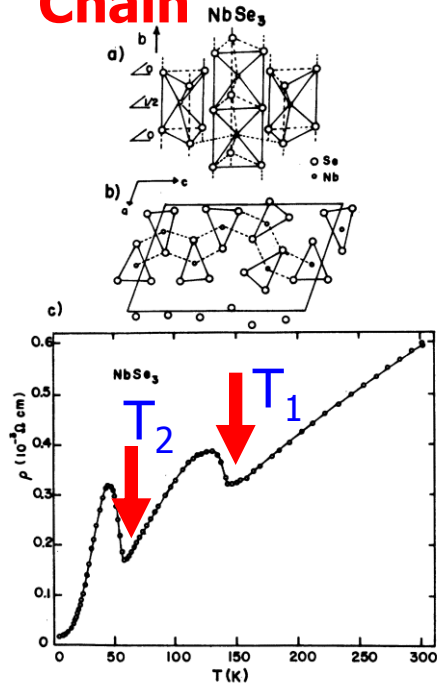 Chain
NbSe3
b
a)
0
1/2
0
Se
Nb
b)
c
a
c)
0.6
NbSe3
T1
0.5
T2
0.4
ρ (10⁻³Ω cm)
0.3
0.2
0.1
0
0 50 100 150 200 250 300
T(K)